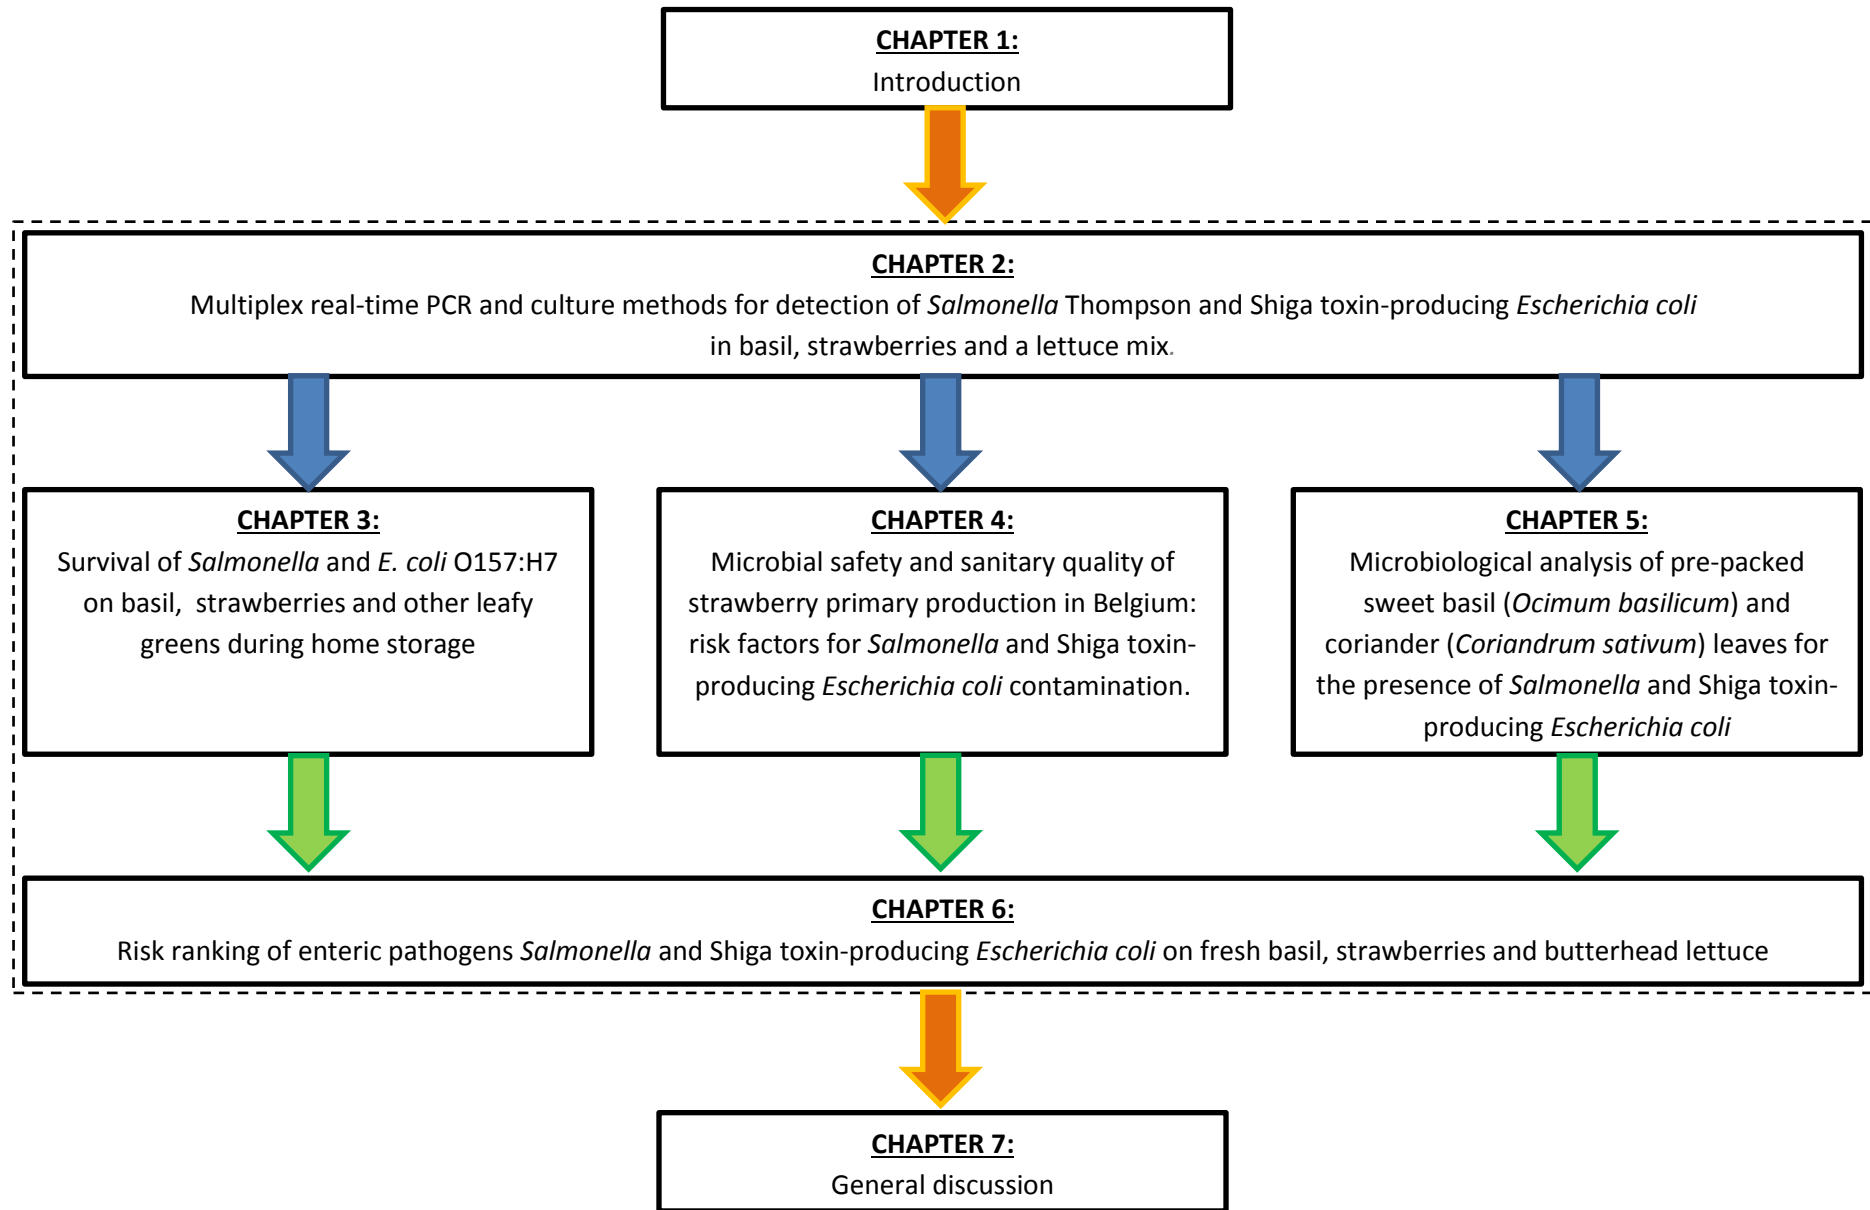 CHAPTER 1:
Introduction
CHAPTER 2:
Multiplex real-time PCR and culture methods for detection of Salmonella Thompson and Shiga toxin-producing Escherichia coli
in basil, strawberries and a lettuce mix.
CHAPTER 3:
Survival of Salmonella and E. coli O157:H7
on basil, strawberries and other leafy
greens during home storage
CHAPTER 4:
Microbial safety and sanitary quality of
strawberry primary production in Belgium:
risk factors for Salmonella and Shiga toxin-
producing Escherichia coli contamination.
CHAPTER 5:
Microbiological analysis of pre-packed
sweet basil (Ocimum basilicum) and
coriander (Coriandrum sativum) leaves for
the presence of Salmonella and Shiga toxin-
producing Escherichia coli
CHAPTER 6:
Risk ranking of enteric pathogens Salmonella and Shiga toxin-producing Escherichia coli on fresh basil, strawberries and butterhead lettuce
CHAPTER 7:
General discussion